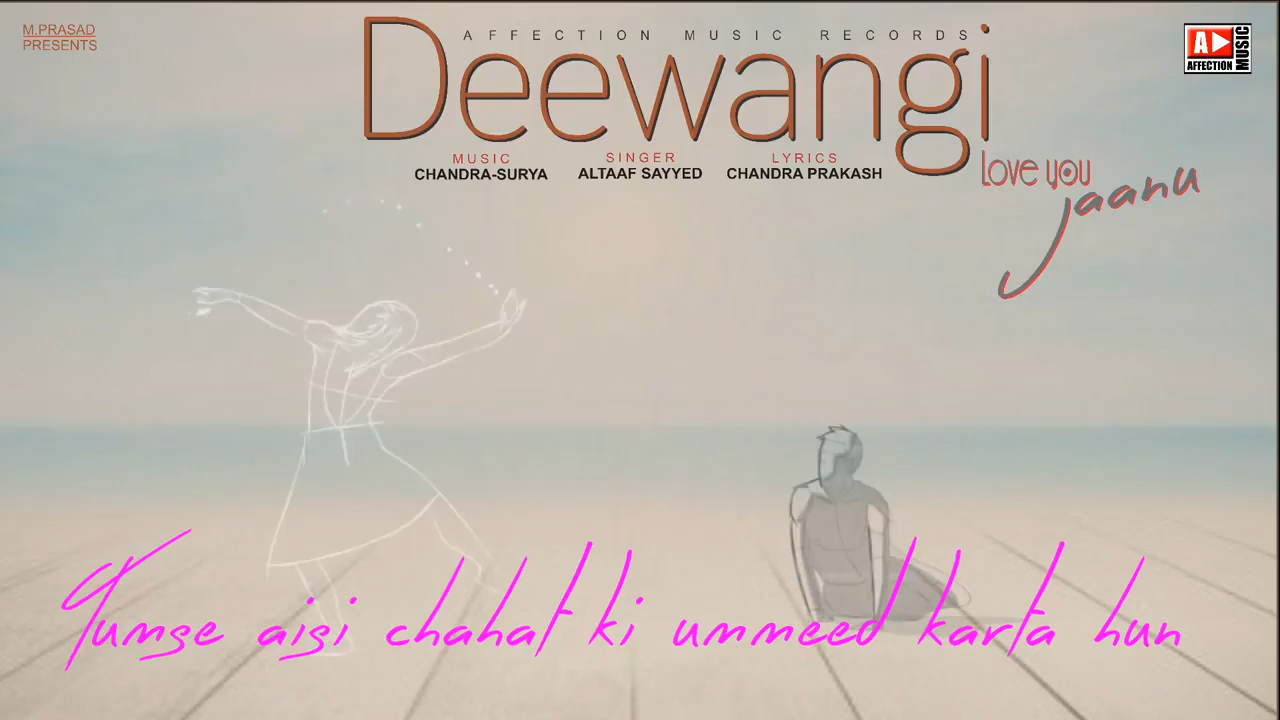 M.PRASAD
PRESENTS
AFFECTION MUSIC RECORDS
Deewangi
Love you
jaanu
MUSIC
CHANDRA-SURYA
SINGER
ALTAAF SAYYED
LYRICS
CHANDRA PRAKASH
A
AFFECTION
MUSIC
Tumse aisi chahat ki ummeed karta hun